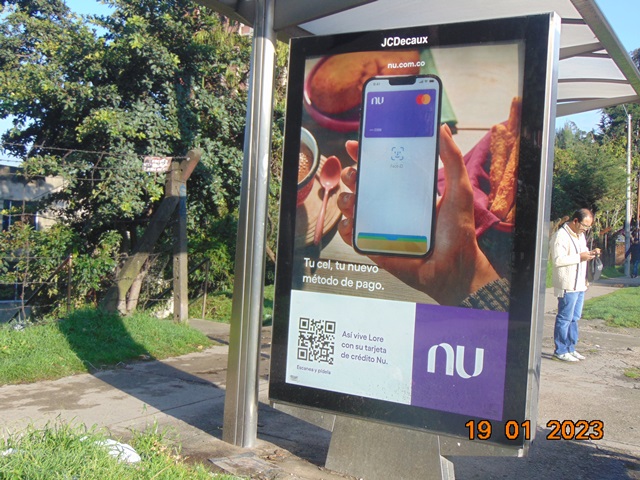 JCDecaux
nu.com.co
nu
Tu cel, tu nuevo
método de pago.
Así vive Lore
con su tarjeta
de crédito Nu.
Escanea y pídela
nu
19 01 2023